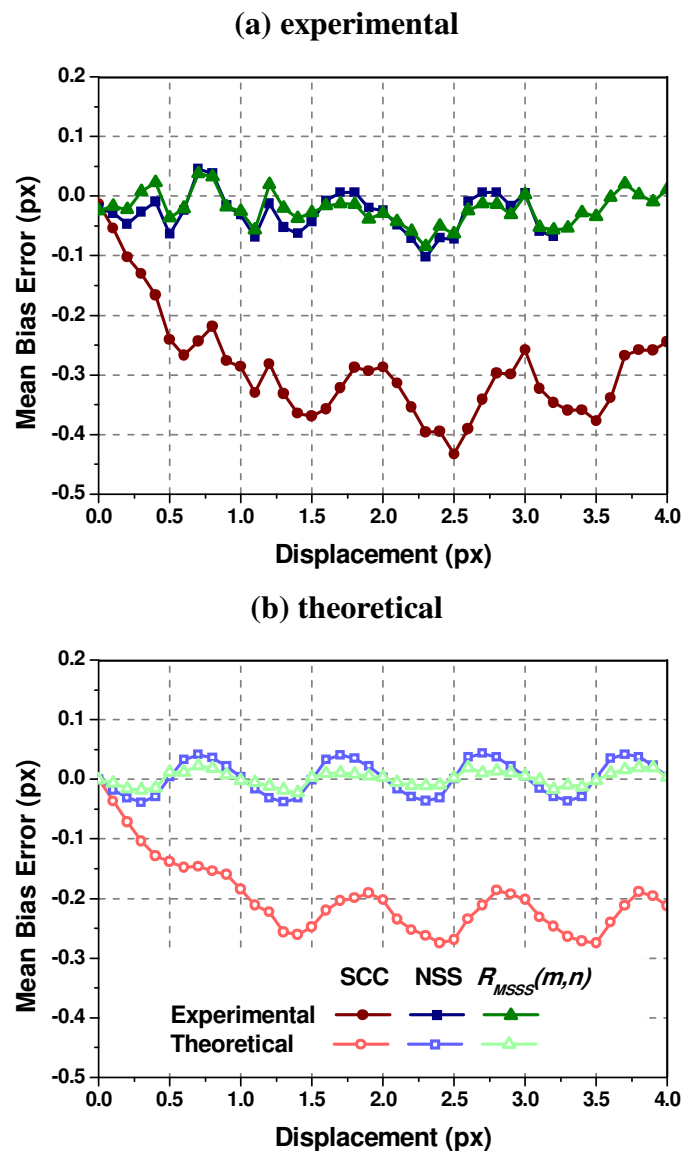 (a) experimental
0.2
0.1
0.0
-0.1
-0.2
-0.3
-0.4
-0.5
Mean Bias Error (px)
0.0 0.5 1.0 1.5 2.0 2.5 3.0 3.5 4.0
Displacement (px)
(b) theoretical
0.2
0.1
0.0
-0.1
-0.2
-0.3
-0.4
-0.5
Mean Bias Error (px)
SCC NSS R_MSSS(m,n)
Experimental
Theoretical
0.0 0.5 1.0 1.5 2.0 2.5 3.0 3.5 4.0
Displacement (px)